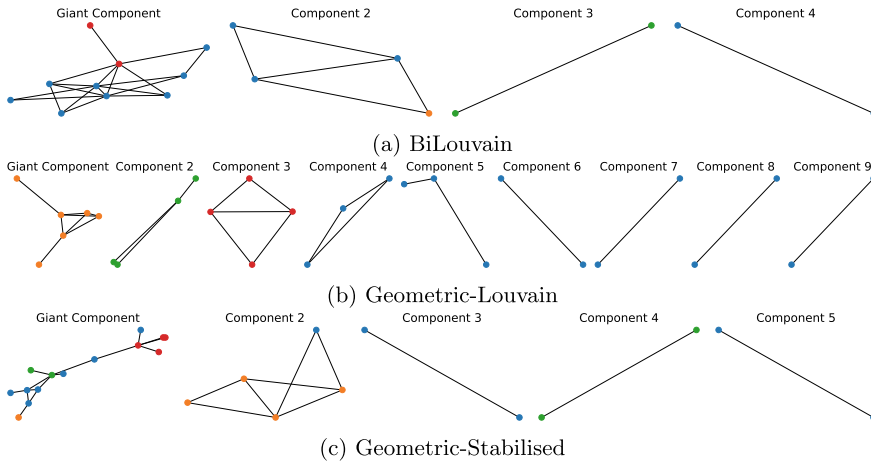 Giant Component Component 2 Component 3 Component 4
(a) BiLouvain
Giant Component Component 2 Component 3 Component 4 Component 5 Component 6 Component 7 Component 8 Component 9
(b) Geometric-Louvain
Giant Component Component 2 Component 3 Component 4 Component 5
(c) Geometric-Stabilised